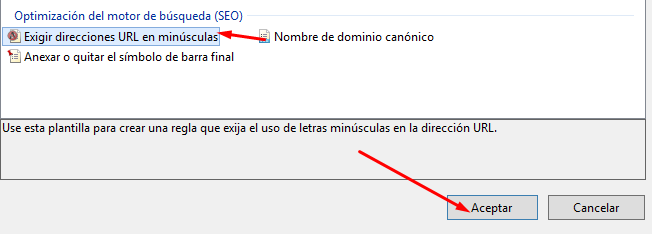 Optimización del motor de búsqueda (SEO)
Exigir direcciones URL en minúsculas Nombre de dominio canónico
Anexar o quitar el símbolo de barra final
Use esta plantilla para crear una regla que exija el uso de letras minúsculas en la dirección URL.
Aceptar Cancelar